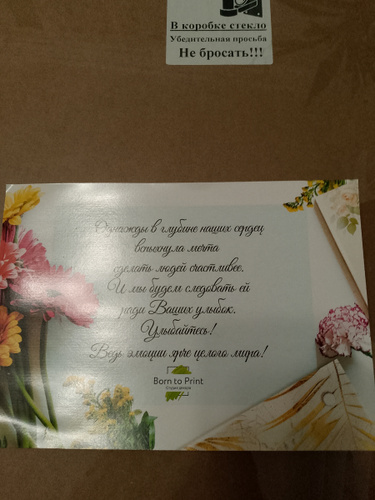 В коробке стекло
Убедительная просьба
Не бросать!!!
Однажды в глубине наших сердец
вспыхнула мечта
сделать людей счастливее.
И мы будем следовать ей
ради Ваших улыбок.
Улыбайтесь!
Ведь эмоции ярче целого мира!
Born to Print